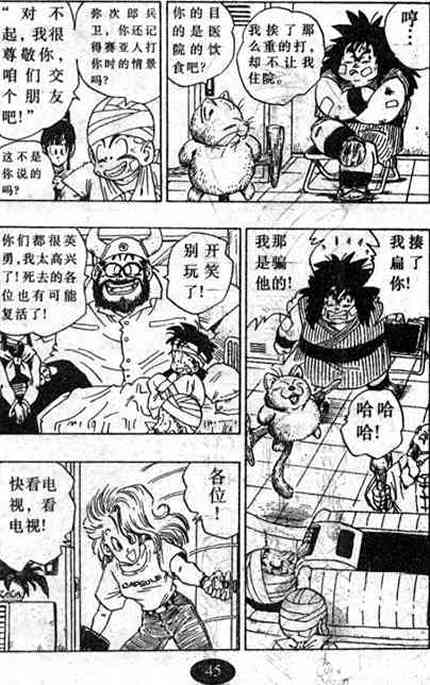 哼…
我挨了那
么重的打,
却不让我
住院。
你的目
的是医
院的饮
食吧?
弥次郎兵
卫,你还记
得赛亚人打
你时的情景
吗?
“对不
起,我很
尊敬你,
咱们交
个朋友
吧!”
这不是
你说的
吗?
我揍
扁了
你!
我那
是骗
他的!
哈哈
哈!
别开
玩笑
了!
你们都很英
勇,我太高兴
了!死去的各
位也有可能
复活了!
各位!
CAPSULE
快看电
视,看
电视!
45